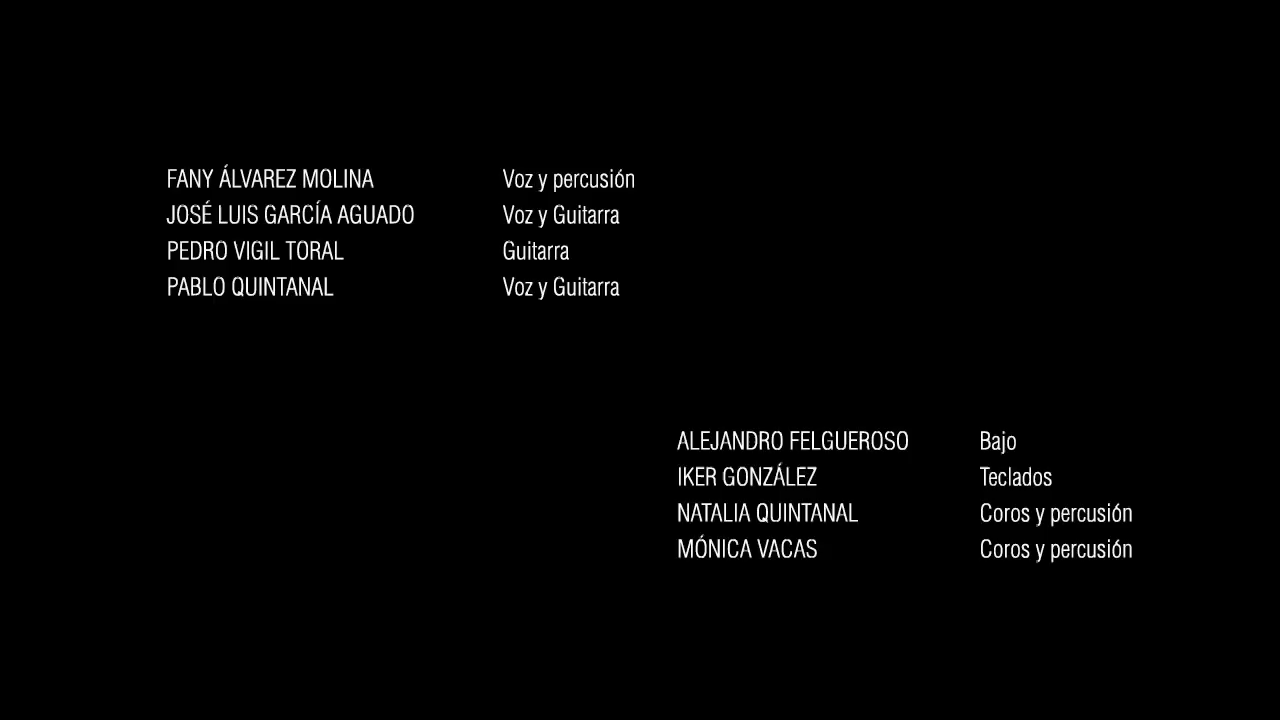 FANY ÁLVAREZ MOLINA Voz y percusión
JOSÉ LUIS GARCÍA AGUADO Voz y Guitarra
PEDRO VIGIL TORAL Guitarra
PABLO QUINTANAL Voz y Guitarra
ALEJANDRO FELGUEROSO Bajo
IKER GONZÁLEZ Teclados
NATALIA QUINTANAL Coros y percusión
MÓNICA VACAS Coros y percusión